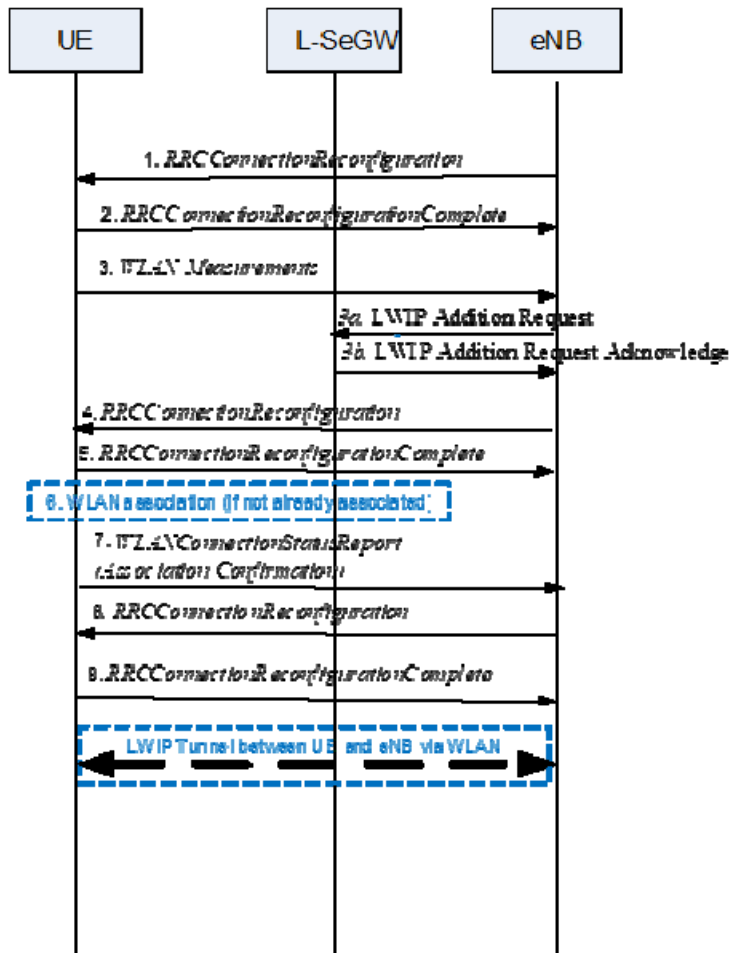 UE
L-SeGW
eNB
1. RRCConnectionReconfiguration
2. RRCConnectionReconfigurationComplete
3. WLAN Measurements
3a. LWIP Addition Request
3b. LWIP Addition Request Acknowledge
4. RRCConnectionReconfiguration
5. RRCConnectionReconfigurationComplete
6. WLAN association (if not already associated)
7. WLANConnectionStatusReport
(Association Confirmation)
8. RRCConnectionReconfiguration
9. RRCConnectionReconfigurationComplete
LWIP Tunnel between UE and eNB via WLAN